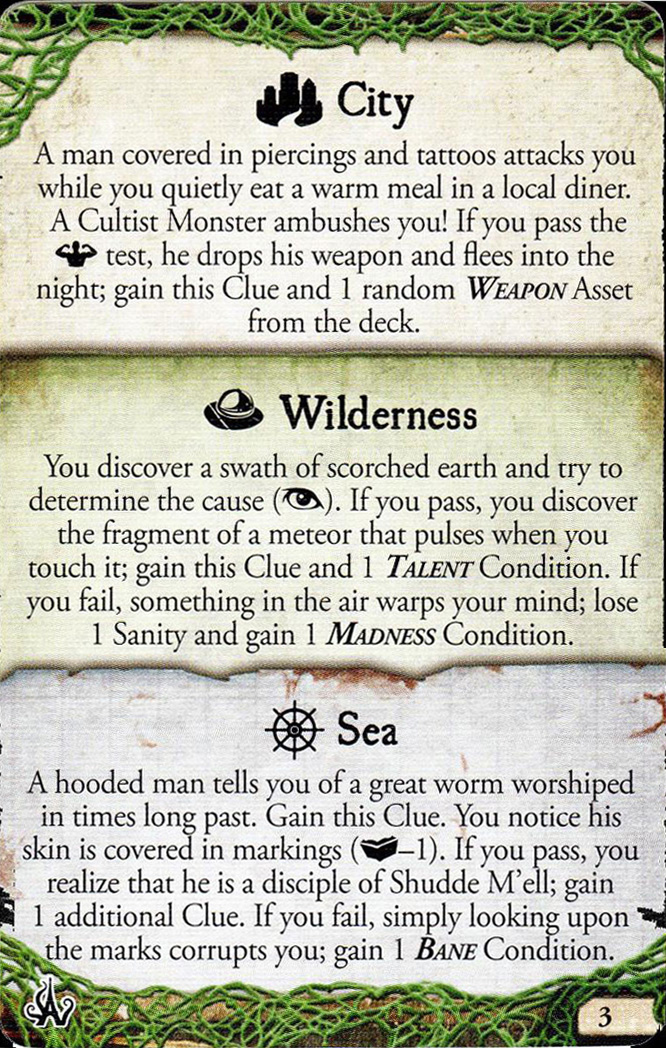 City
A man covered in piercings and tattoos attacks you
while you quietly eat a warm meal in a local diner.
A Cultist Monster ambushes you! If you pass the
test, he drops his weapon and flees into the
night; gain this Clue and 1 random WEAPON Asset
from the deck.
Wilderness
You discover a swath of scorched earth and try to
determine the cause ( ). If you pass, you discover
the fragment of a meteor that pulses when you
touch it; gain this Clue and 1 TALENT Condition. If
you fail, something in the air warps your mind; lose
1 Sanity and gain 1 MADNESS Condition.
Sea
A hooded man tells you of a great worm worshiped
in times long past. Gain this Clue. You notice his
skin is covered in markings ( –1). If you pass, you
realize that he is a disciple of Shudde M'ell; gain
1 additional Clue. If you fail, simply looking upon
the marks corrupts you; gain 1 BANE Condition.
3